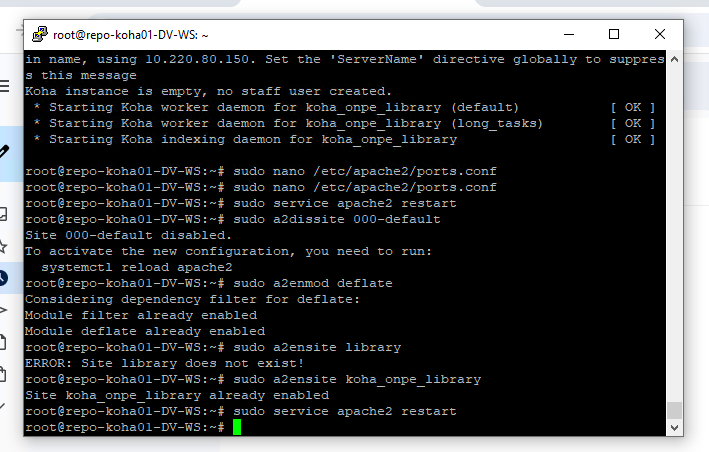 root@repo-koha01-DV-WS: ~
in name, using 10.220.80.150. Set the 'ServerName' directive globally to suppres
s this message
Koha instance is empty, no staff user created.
 * Starting Koha worker daemon for koha_onpe_library (default)            [ OK ]
 * Starting Koha worker daemon for koha_onpe_library (long_tasks)         [ OK ]
 * Starting Koha indexing daemon for koha_onpe_library                    [ OK ]
root@repo-koha01-DV-WS:~# sudo nano /etc/apache2/ports.conf
root@repo-koha01-DV-WS:~# sudo nano /etc/apache2/ports.conf
root@repo-koha01-DV-WS:~# sudo service apache2 restart
root@repo-koha01-DV-WS:~# sudo a2dissite 000-default
Site 000-default disabled.
To activate the new configuration, you need to run:
  systemctl reload apache2
root@repo-koha01-DV-WS:~# sudo a2enmod deflate
Considering dependency filter for deflate:
Module filter already enabled
Module deflate already enabled
root@repo-koha01-DV-WS:~# sudo a2ensite library
ERROR: Site library does not exist!
root@repo-koha01-DV-WS:~# sudo a2ensite koha_onpe_library
Site koha_onpe_library already enabled
root@repo-koha01-DV-WS:~# sudo service apache2 restart
root@repo-koha01-DV-WS:~#